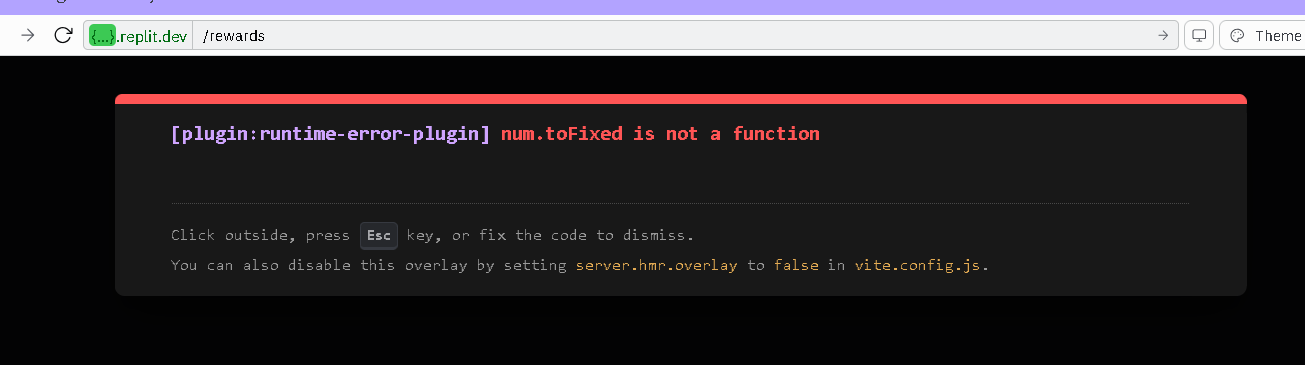 {...}.replit.dev /rewards Theme
[plugin:runtime-error-plugin] num.toFixed is not a function
Click outside, press Esc key, or fix the code to dismiss.
You can also disable this overlay by setting server.hmr.overlay to false in vite.config.js.